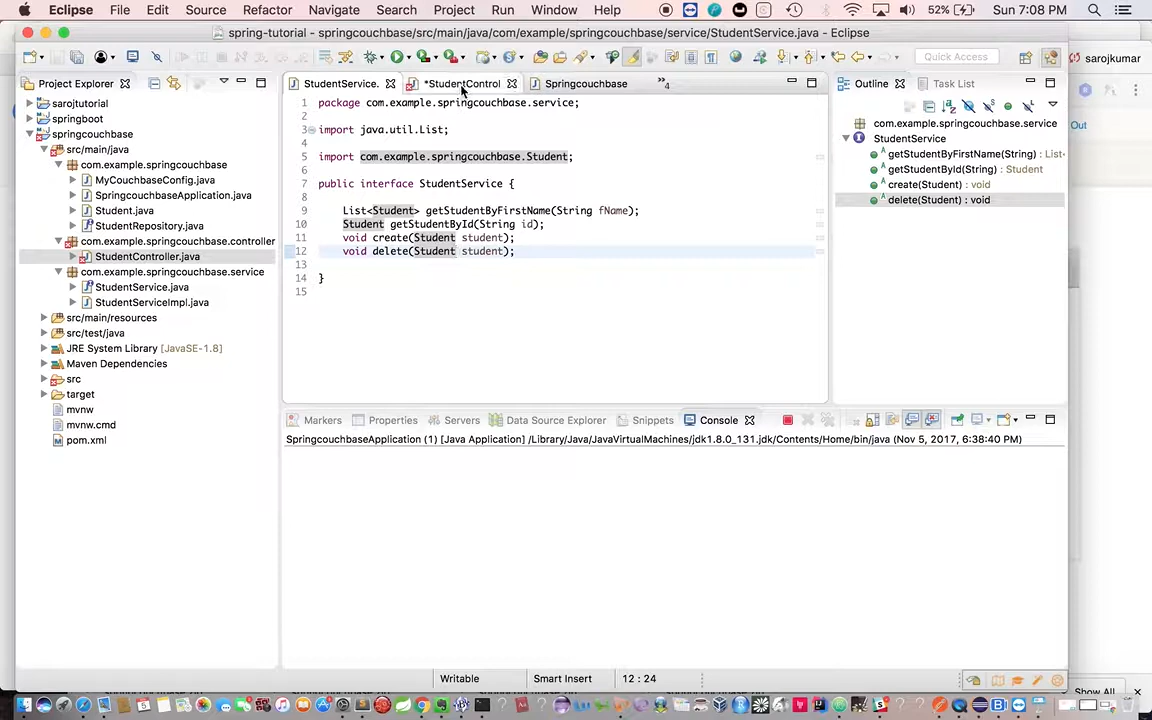 Eclipse File Edit Source Refactor Navigate Search Project Run Window Help 52% Sun 7:08 PM
spring-tutorial - springcouchbase/src/main/java/com/example/springcouchbase/service/StudentService.java - Eclipse
Quick Access
sarojkumar
Out
Project Explorer
sarojtutorial
springboot
springcouchbase
src/main/java
com.example.springcouchbase
MyCouchbaseConfig.java
SpringcouchbaseApplication.java
Student.java
StudentRepository.java
com.example.springcouchbase.controller
StudentController.java
com.example.springcouchbase.service
StudentService.java
StudentServiceImpl.java
src/main/resources
src/test/java
JRE System Library [JavaSE-1.8]
Maven Dependencies
src
target
mvnw
mvnw.cmd
pom.xml
StudentService. *StudentControl Springcouchbase »4
1 package com.example.springcouchbase.service;
2
3 import java.util.List;
4
5 import com.example.springcouchbase.Student;
6
7 public interface StudentService {
8
9 List<Student> getStudentByFirstName(String fName);
10 Student getStudentById(String id);
11 void create(Student student);
12 void delete(Student student);
13
14 }
15
Outline Task List
com.example.springcouchbase.service
StudentService
getStudentByFirstName(String) : List‹
getStudentById(String) : Student
create(Student) : void
delete(Student) : void
Markers Properties Servers Data Source Explorer Snippets Console
SpringcouchbaseApplication (1) [Java Application] /Library/Java/JavaVirtualMachines/jdk1.8.0_131.jdk/Contents/Home/bin/java (Nov 5, 2017, 6:38:40 PM)
Writable Smart Insert 12 : 24
Show All